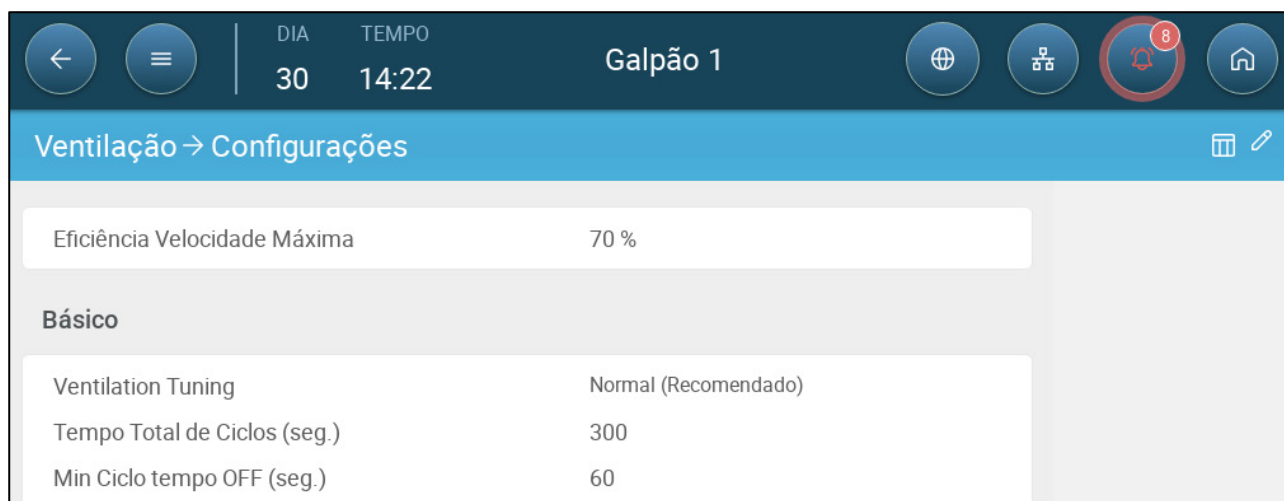 DIA TEMPO
30 14:22
Galpão 1
8
Ventilação → Configurações
Eficiência Velocidade Máxima 70 %
Básico
Ventilation Tuning Normal (Recomendado)
Tempo Total de Ciclos (seg.) 300
Min Ciclo tempo OFF (seg.) 60